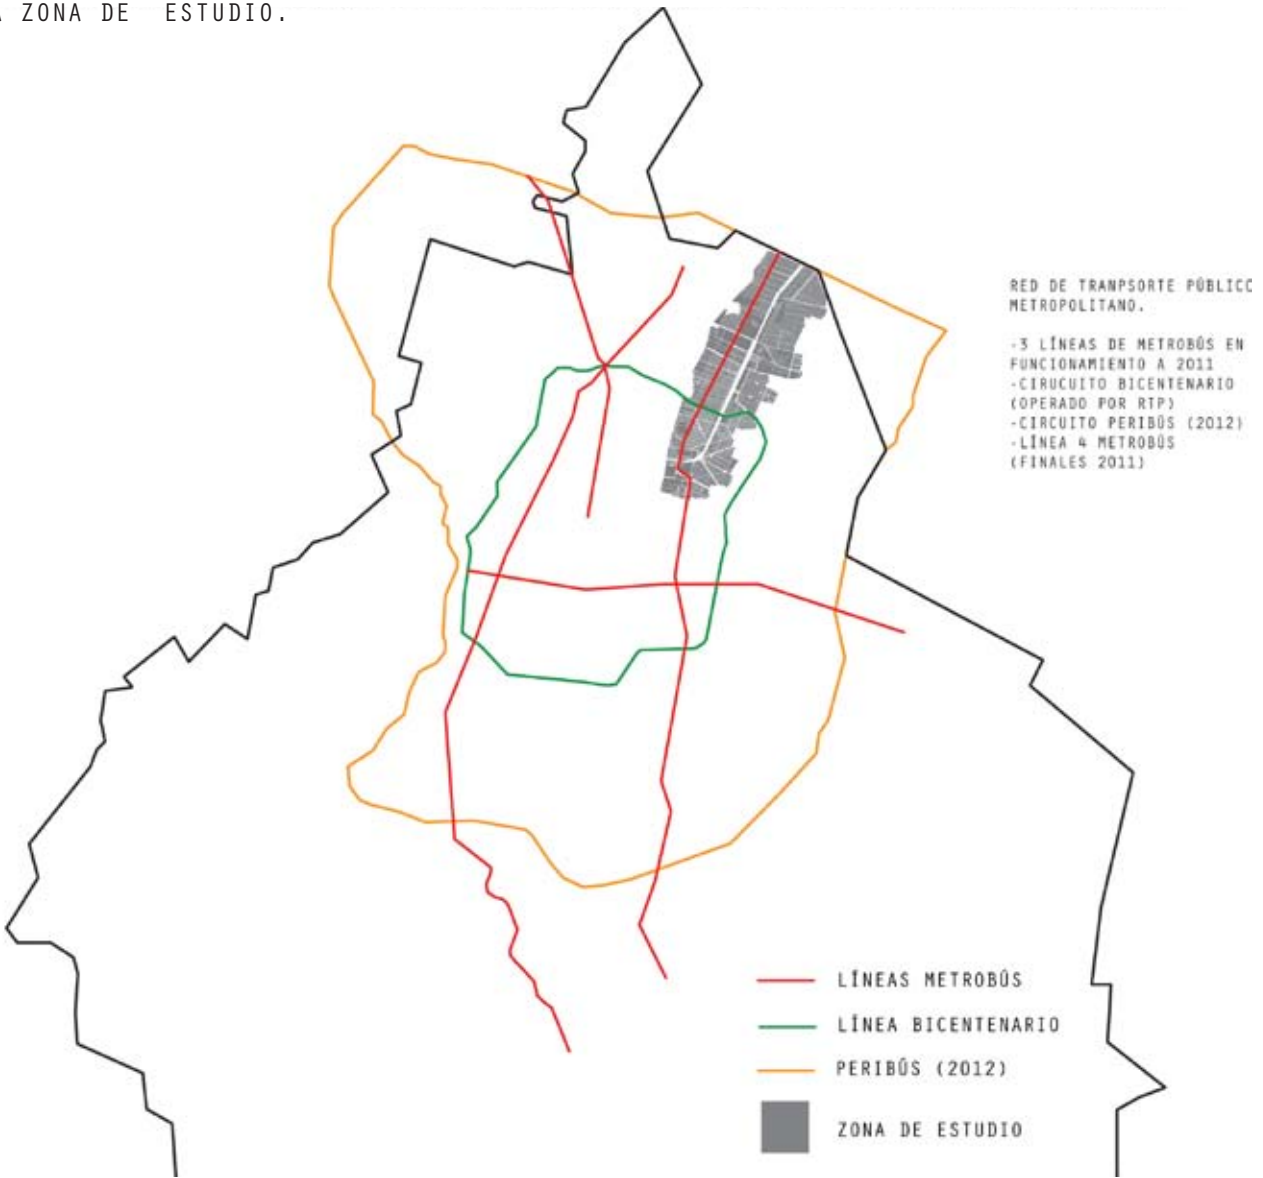 A ZONA DE ESTUDIO.
RED DE TRANPSORTE PÚBLICO
METROPOLITANO.
-3 LÍNEAS DE METROBÚS EN
FUNCIONAMIENTO A 2011
-CIRUCUITO BICENTENARIO
(OPERADO POR RTP)
-CIRCUITO PERIBÚS (2012)
-LÍNEA 4 METROBÚS
(FINALES 2011)
LÍNEAS METROBÚS
LÍNEA BICENTENARIO
PERIBÚS (2012)
ZONA DE ESTUDIO